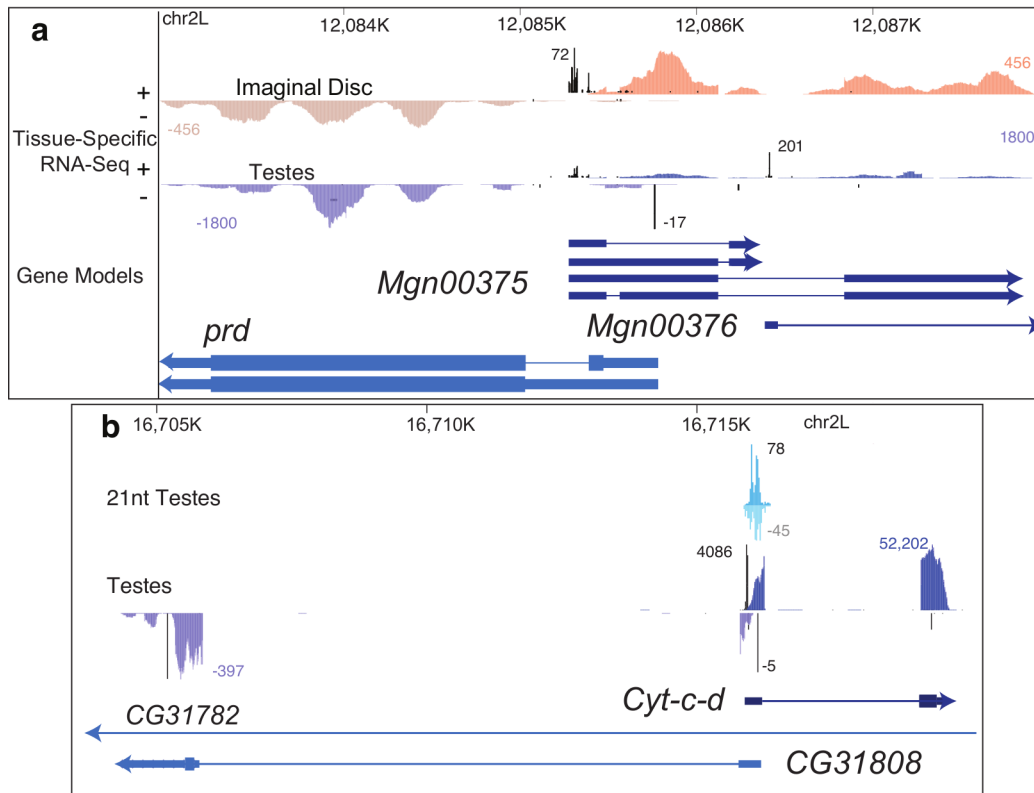 a
chr2L
12,084K 12,085K 12,086K 12,087K
72
456
Imaginal Disc
+
-
-456
Tissue-Specific
RNA-Seq
1800
201
+
Testes
-
-1800
-17
Gene Models
Mgn00375
Mgn00376
prd
b
16,705K 16,710K 16,715K chr2L
78
21nt Testes
-45
4086
52,202
Testes
-397
-5
Cyt-c-d
CG31782
CG31808